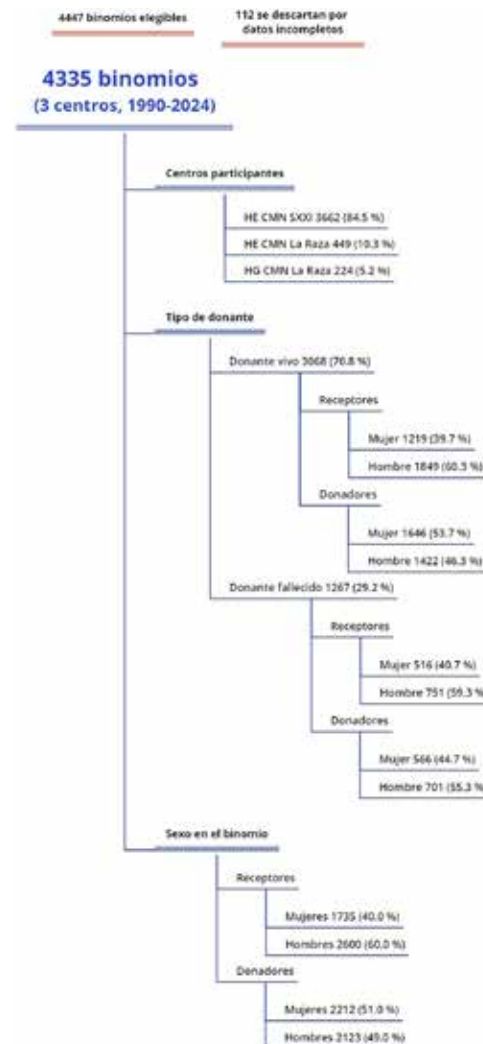 4447 binomios elegibles
112 se descartan por
datos incompletos
4335 binomios
(3 centros, 1990-2024)
Centros participantes
HE CMN SXXI 3662 (84.5 %)
HE CMN La Raza 449 (10.3 %)
HG CMN La Raza 224 (5.2 %)
Tipo de donante
Donante vivo 3068 (70.8 %)
Receptores
Mujer 1219 (39.7 %)
Hombre 1849 (60.3 %)
Donadores
Mujer 1646 (53.7 %)
Hombre 1422 (46.3 %)
Donante fallecido 1267 (29.2 %)
Receptores
Mujer 516 (40.7 %)
Hombre 751 (59.3 %
Donadores
Mujer 566 (44.7 %)
Hombre 701 (55.3 %
Sexo en el binomio
Receptores
Mujeres 1735 (40.0 %)
Hombres 2600 (60.0 %)
Donadores
Mujeres 2212 (51.0 %)
Hombres 2123 (49.0 %)